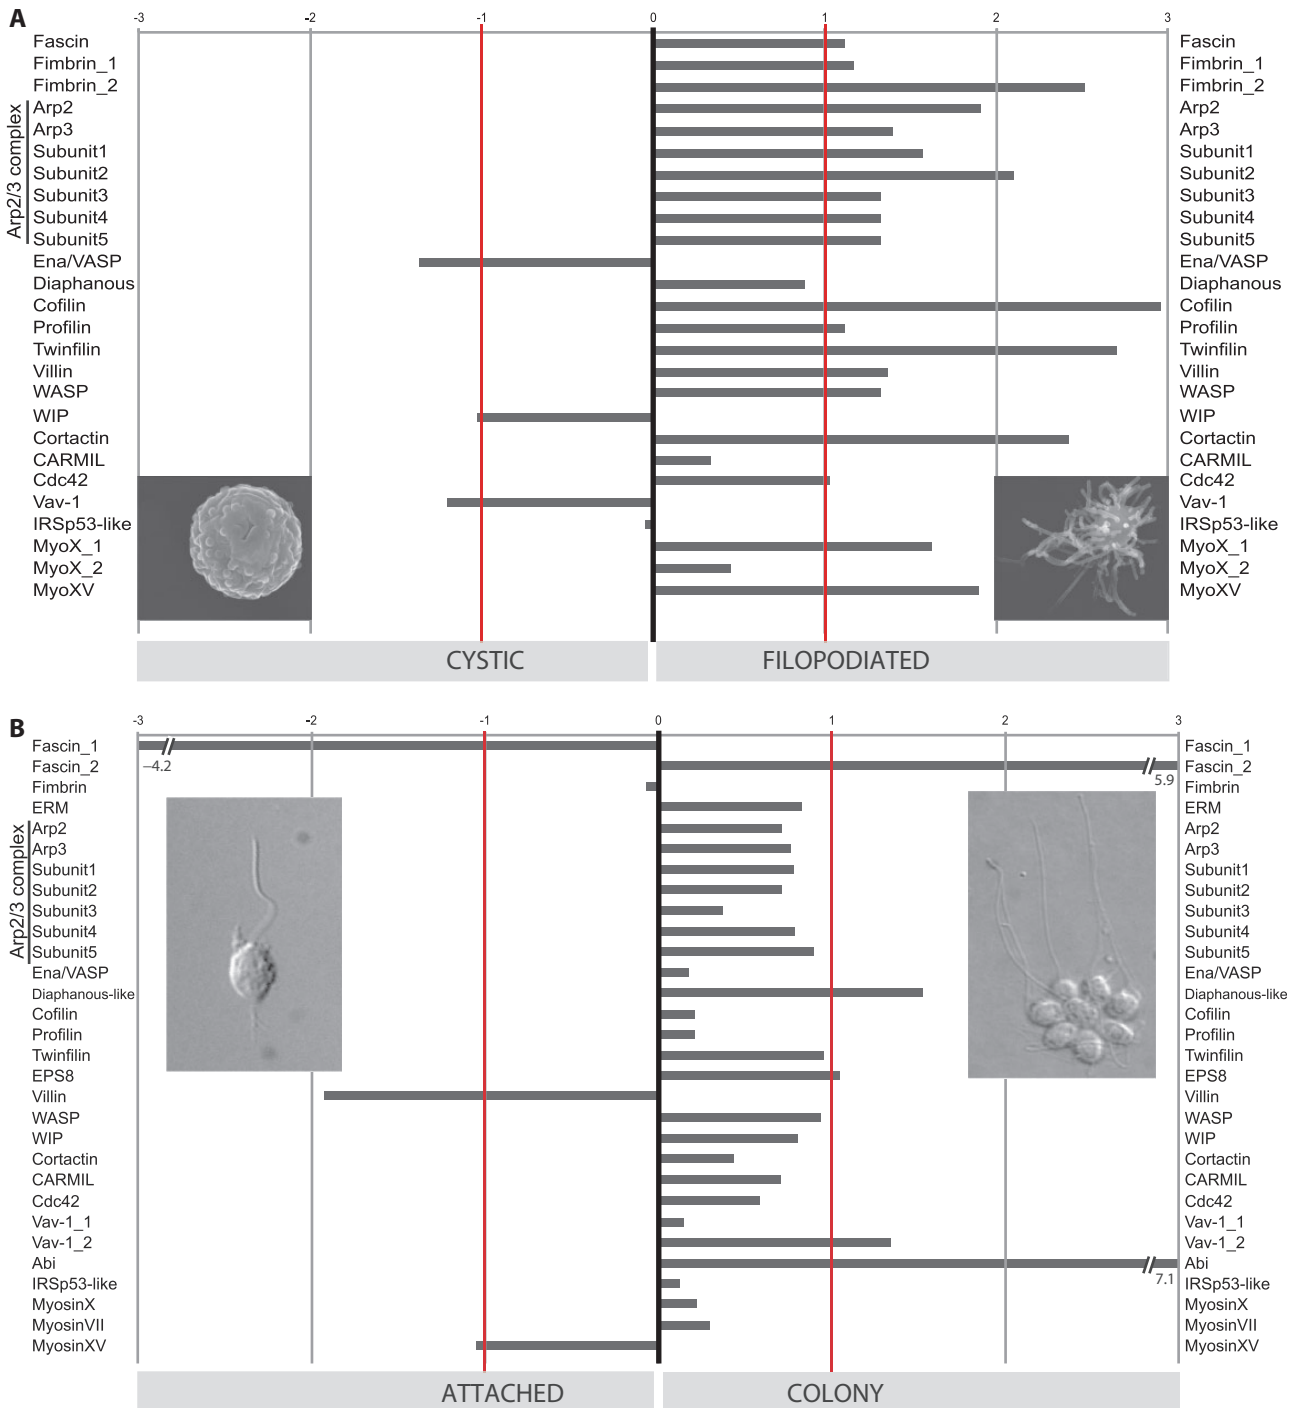 A
-3 -2 -1 0 1 2 3
Fascin Fascin
Fimbrin_1 Fimbrin_1
Fimbrin_2 Fimbrin_2
Arp2/3 complex
Arp2 Arp2
Arp3 Arp3
Subunit1 Subunit1
Subunit2 Subunit2
Subunit3 Subunit3
Subunit4 Subunit4
Subunit5 Subunit5
Ena/VASP Ena/VASP
Diaphanous Diaphanous
Cofilin Cofilin
Profilin Profilin
Twinfilin Twinfilin
Villin Villin
WASP WASP
WIP WIP
Cortactin Cortactin
CARMIL CARMIL
Cdc42 Cdc42
Vav-1 Vav-1
IRSp53-like IRSp53-like
MyoX_1 MyoX_1
MyoX_2 MyoX_2
MyoXV MyoXV
CYSTIC FILOPODIATED
B
-3 -2 -1 0 1 2 3
Fascin_1 Fascin_1
Fascin_2 –4.2 5.9 Fascin_2
Fimbrin Fimbrin
ERM ERM
Arp2/3 complex
Arp2 Arp2
Arp3 Arp3
Subunit1 Subunit1
Subunit2 Subunit2
Subunit3 Subunit3
Subunit4 Subunit4
Subunit5 Subunit5
Ena/VASP Ena/VASP
Diaphanous-like Diaphanous-like
Cofilin Cofilin
Profilin Profilin
Twinfilin Twinfilin
EPS8 EPS8
Villin Villin
WASP WASP
WIP WIP
Cortactin Cortactin
CARMIL CARMIL
Cdc42 Cdc42
Vav-1_1 Vav-1_1
Vav-1_2 Vav-1_2
Abi Abi
7.1
IRSp53-like IRSp53-like
MyosinX MyosinX
MyosinVII MyosinVII
MyosinXV MyosinXV
ATTACHED COLONY